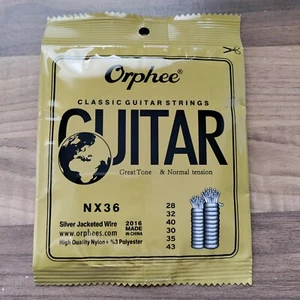 Orphee®
CLASSIC GUITAR STRINGS
GUITAR
Great Tone & Normal tension
NX36
Silver Jacketed Wire
www.orphees.com
High Quality Nylon + %3 Polyester
2016
MADE
IN CHINA
28
32
40
30
35
43